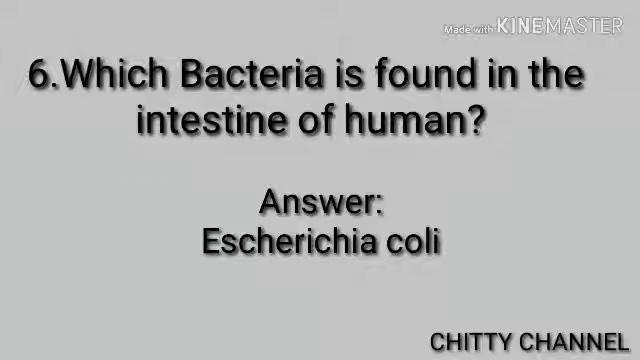 Made with KINEMASTER
6.Which Bacteria is found in the
intestine of human?
Answer:
Escherichia coli
CHITTY CHANNEL